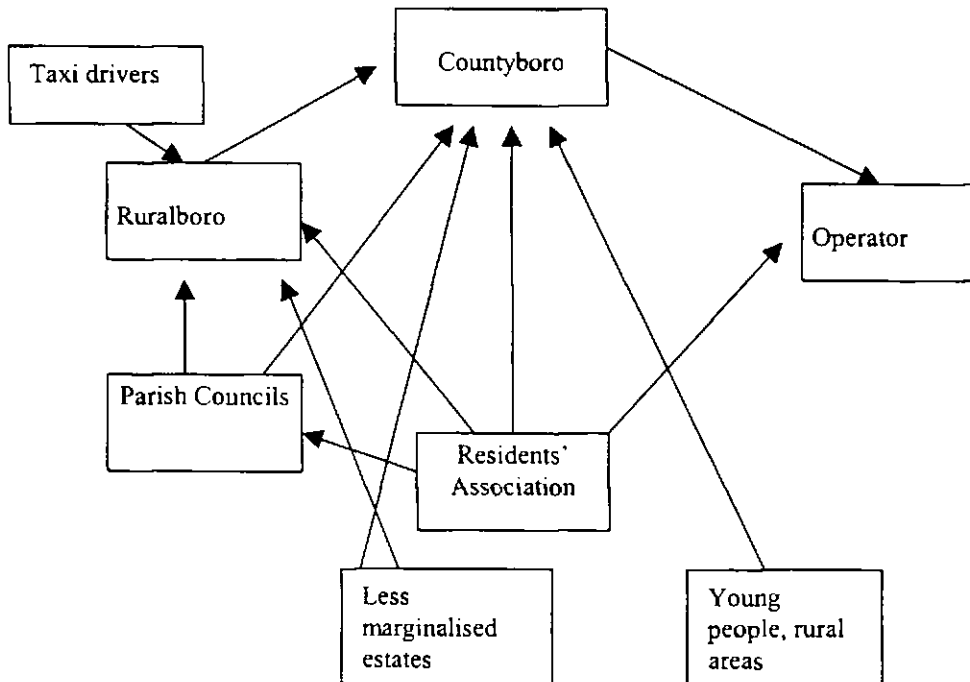 Countyboro
Taxi drivers
Ruralboro
Operator
Parish Councils
Residents'
Association
Less
marginalised
estates
Young
people, rural
areas